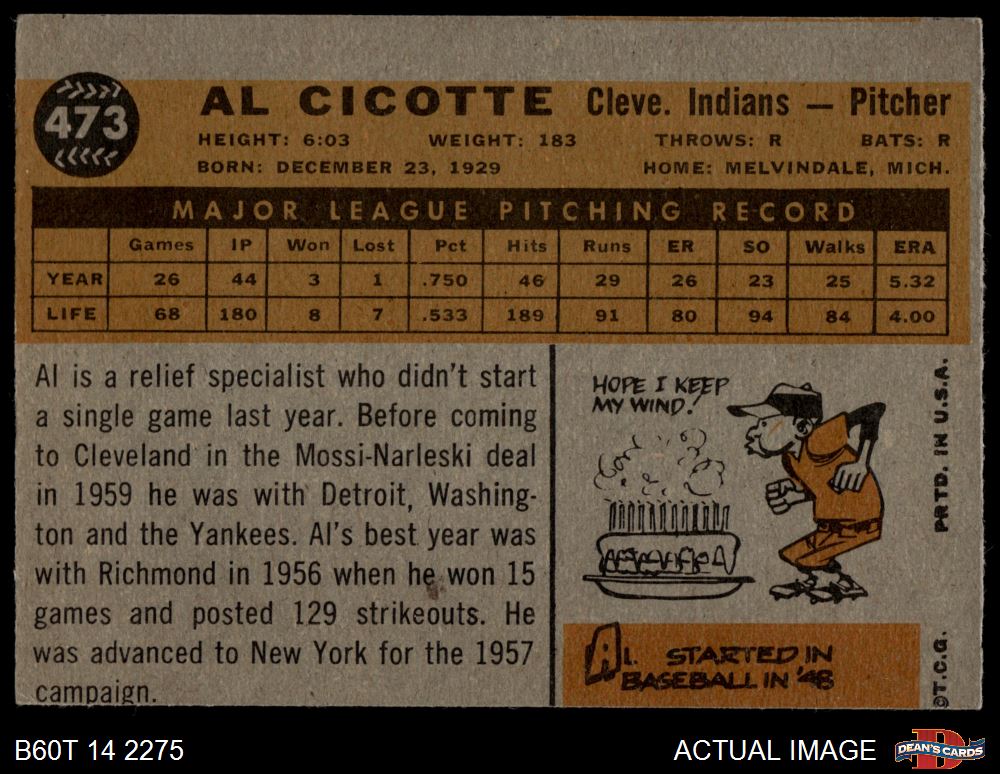 473
AL CICOTTE Cleve. Indians — Pitcher
HEIGHT: 6:03 WEIGHT: 183 THROWS: R BATS: R
BORN: DECEMBER 23, 1929 HOME: MELVINDALE, MICH.
MAJOR LEAGUE PITCHING RECORD
Games IP Won Lost Pct Hits Runs ER SO Walks ERA
YEAR 26 44 3 1 .750 46 29 26 23 25 5.32
LIFE 68 180 8 7 .533 189 91 80 94 84 4.00
Al is a relief specialist who didn't start
a single game last year. Before coming
to Cleveland in the Mossi-Narleski deal
in 1959 he was with Detroit, Washing-
ton and the Yankees. Al's best year was
with Richmond in 1956 when he won 15
games and posted 129 strikeouts. He
was advanced to New York for the 1957
campaign.
HOPE I KEEP
MY WIND!
AL STARTED IN
BASEBALL IN '48
©T.C.G. PRTD. IN U.S.A.
B60T 14 2275 ACTUAL IMAGE DEAN'S CARDS